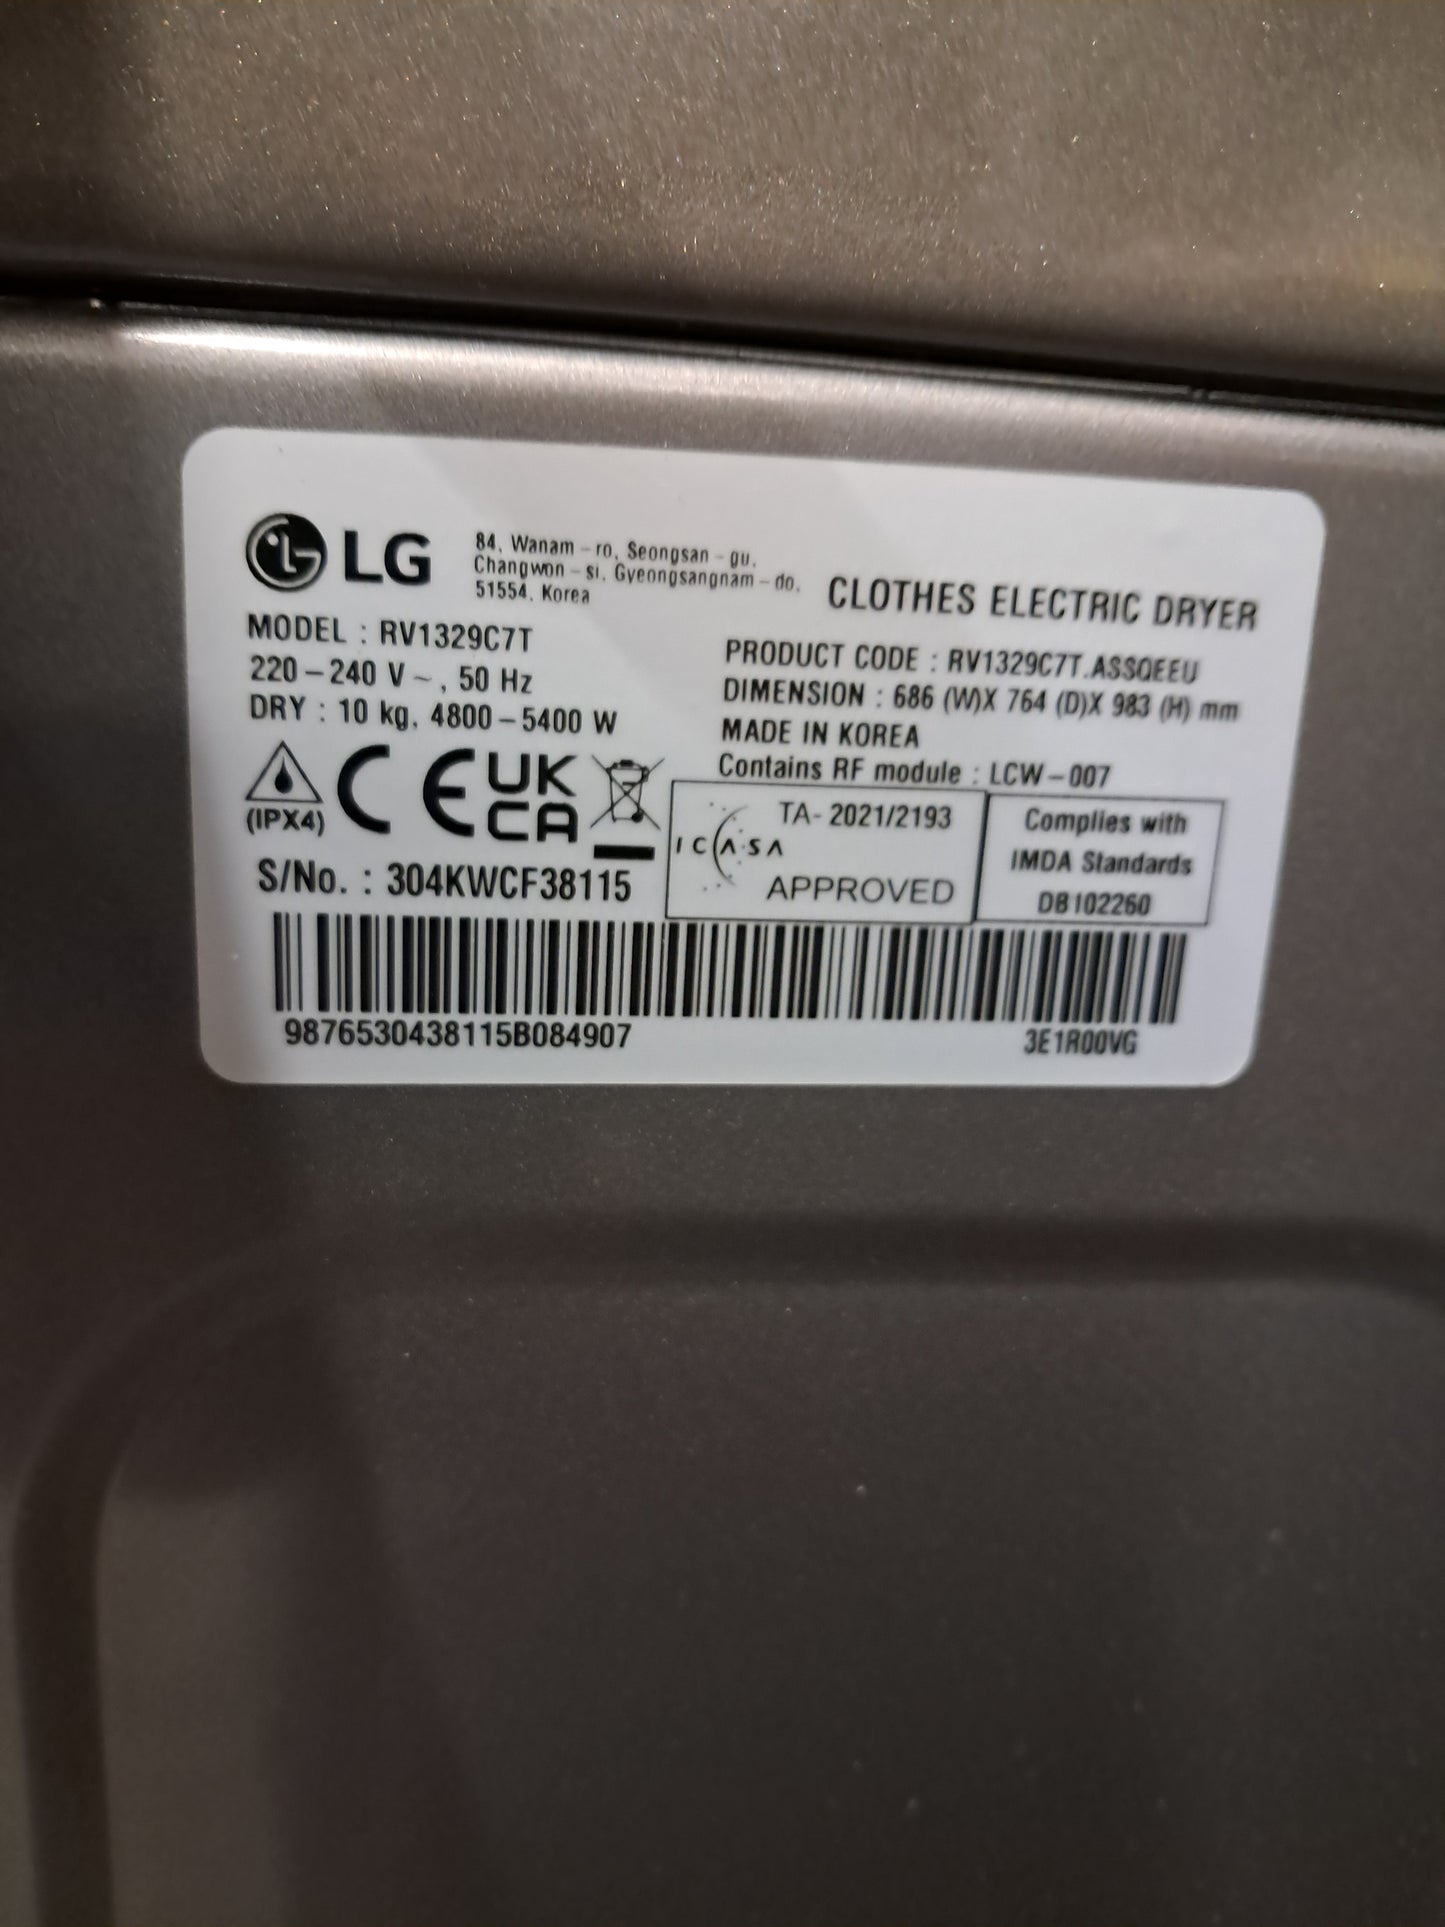 LG
84, Wanam-ro, Seongsan-gu,
Changwon-si, Gyeongsangnam-do,
51554, Korea
CLOTHES ELECTRIC DRYER
MODEL : RV1329C7T
220-240 V ~, 50 Hz
DRY : 10 kg, 4800-5400 W
PRODUCT CODE : RV1329C7T.ASSQEEU
DIMENSION : 686 (W)X 764 (D)X 983 (H) mm
MADE IN KOREA
Contains RF module : LCW-007
(IPX4)
CE
UK
CA
TA- 2021/2193
ICASA
APPROVED
Complies with
IMDA Standards
DB102260
S/No. : 304KWCF38115
9876530438115B084907
3E1R00VG